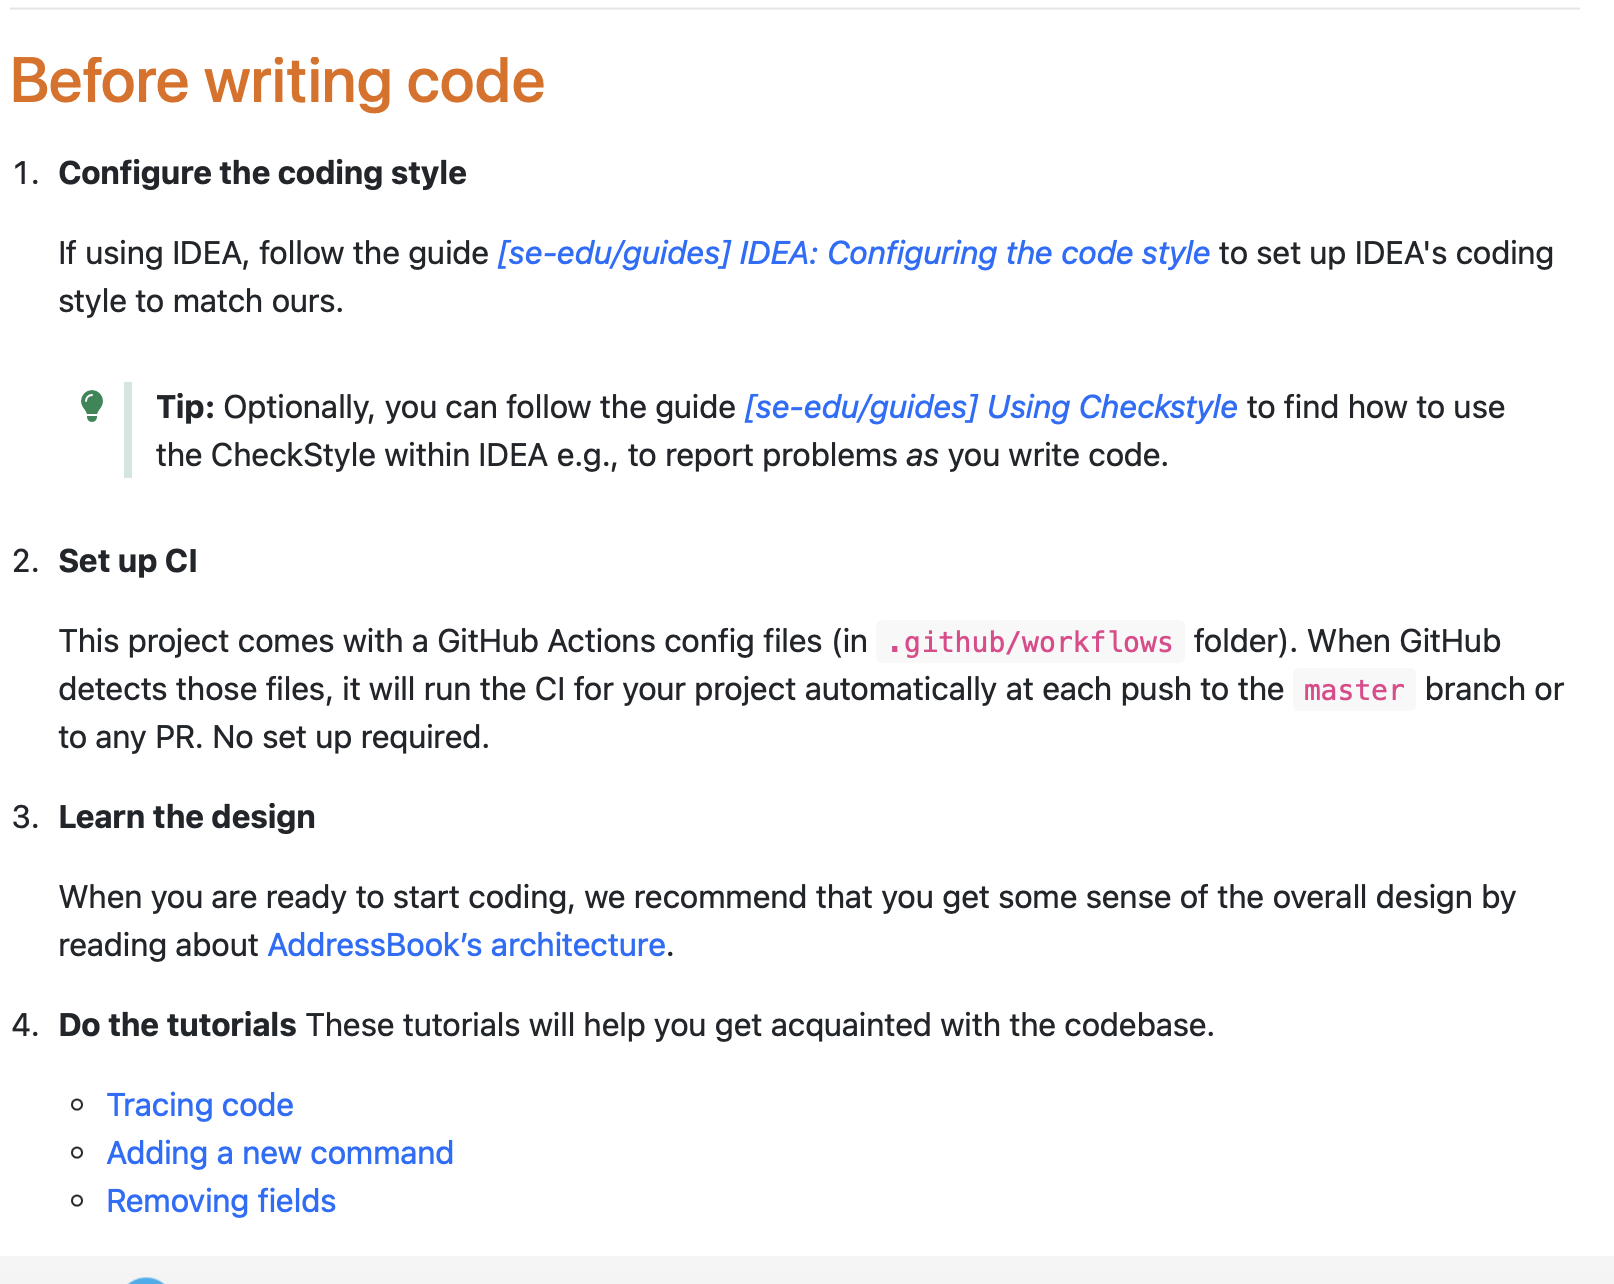 Before writing code
1. Configure the coding style
If using IDEA, follow the guide [se-edu/guides] IDEA: Configuring the code style to set up IDEA's coding
style to match ours.
Tip: Optionally, you can follow the guide [se-edu/guides] Using Checkstyle to find how to use
the CheckStyle within IDEA e.g., to report problems as you write code.
2. Set up CI
This project comes with a GitHub Actions config files (in .github/workflows folder). When GitHub
detects those files, it will run the CI for your project automatically at each push to the master branch or
to any PR. No set up required.
3. Learn the design
When you are ready to start coding, we recommend that you get some sense of the overall design by
reading about AddressBook’s architecture.
4. Do the tutorials These tutorials will help you get acquainted with the codebase.
Tracing code
Adding a new command
Removing fields